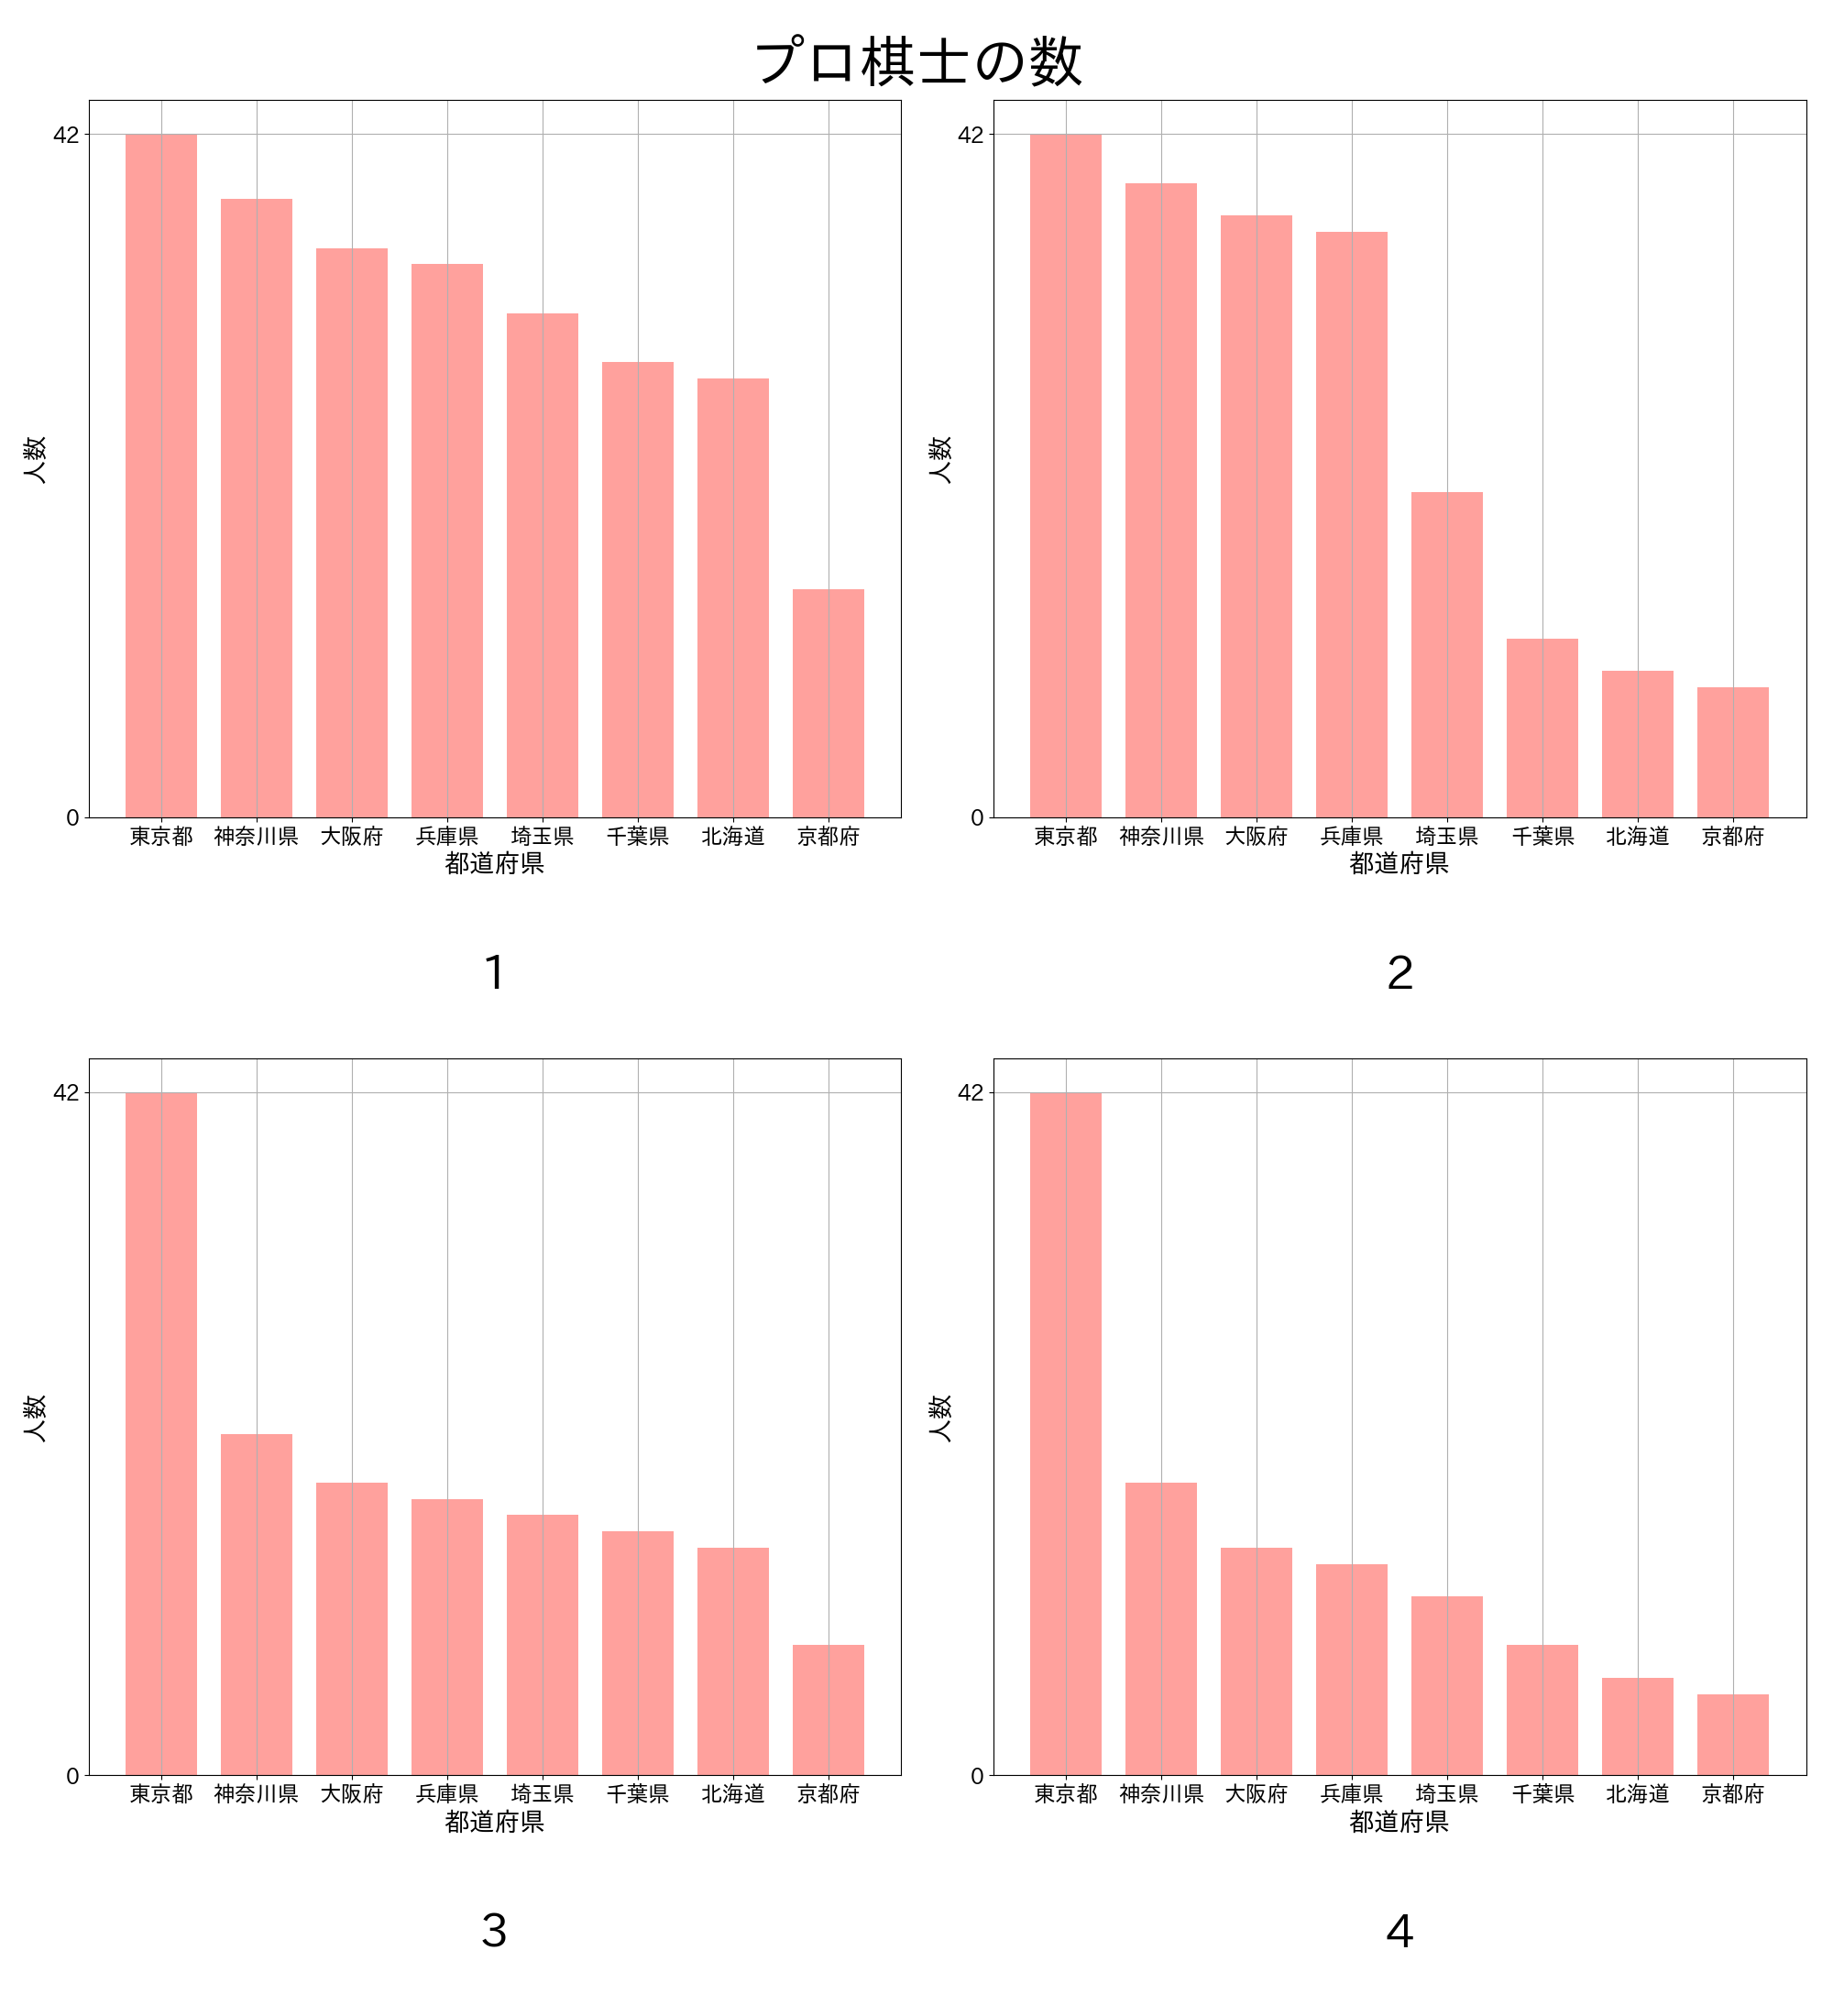 プロ棋士の数
42
0
人数
東京都 神奈川県 大阪府 兵庫県 埼玉県 千葉県 北海道 京都府
都道府県
1
42
0
人数
東京都 神奈川県 大阪府 兵庫県 埼玉県 千葉県 北海道 京都府
都道府県
2
42
0
人数
東京都 神奈川県 大阪府 兵庫県 埼玉県 千葉県 北海道 京都府
都道府県
3
42
0
人数
東京都 神奈川県 大阪府 兵庫県 埼玉県 千葉県 北海道 京都府
都道府県
4